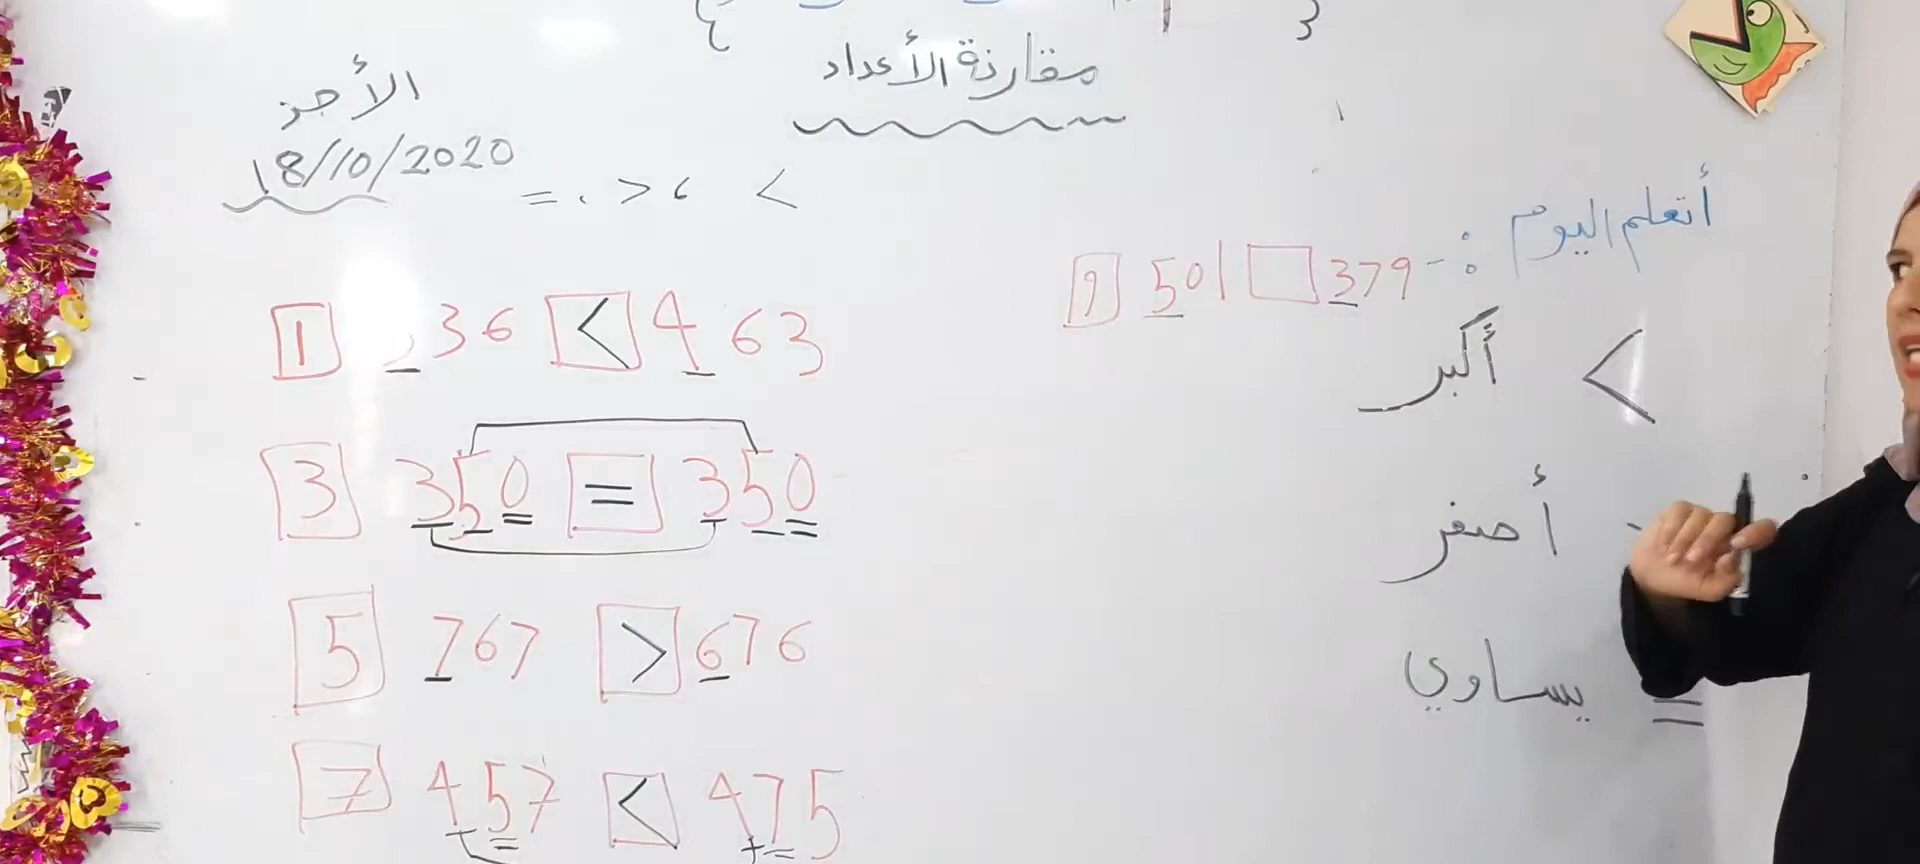 مقارنة الأعداد
الأحد
18/10/2020
= ، > ، <
أتعلم اليوم :-
9 501 □ 379
< أكبر
أصغر
= يساوي
1 36 < 463
3 350 = 350
5 767 > 676
7 457 < 475